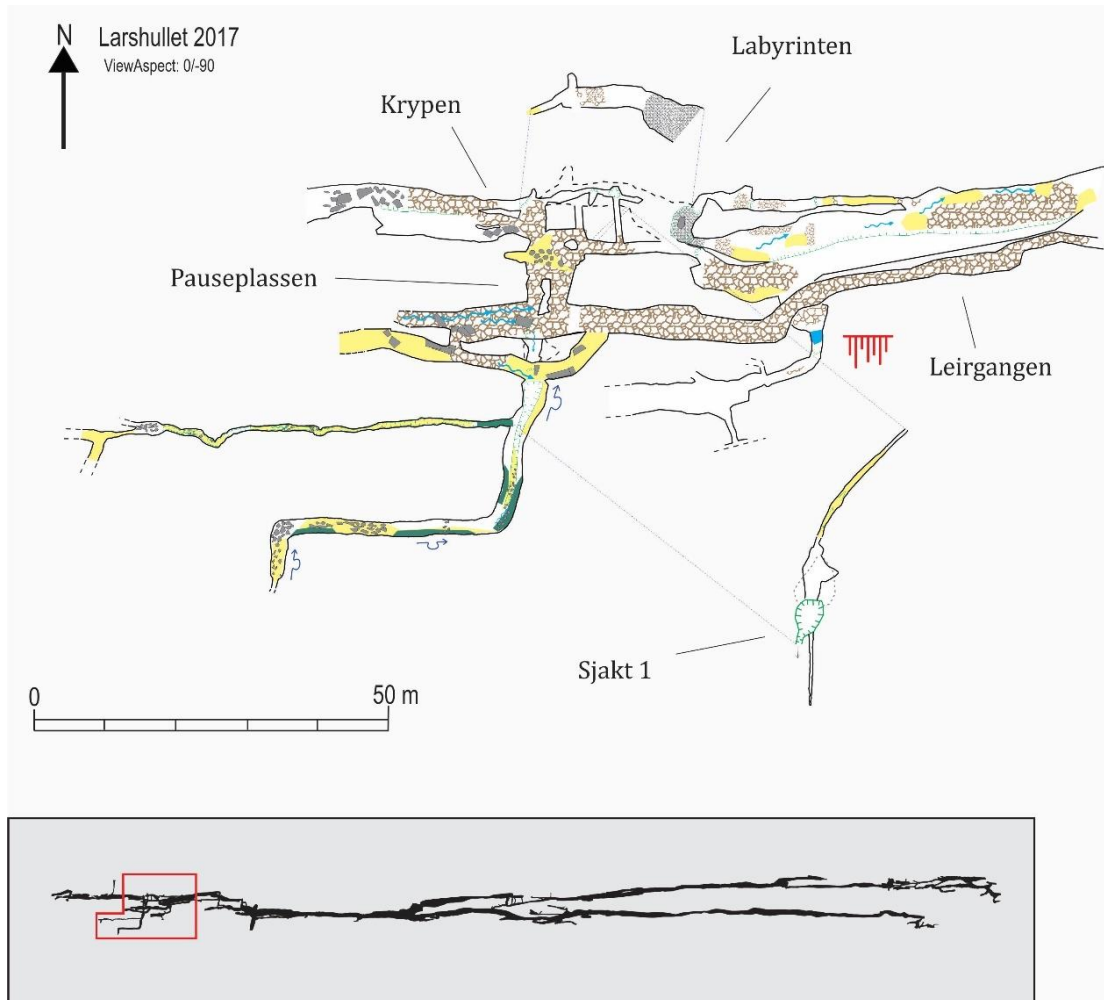 N
Larshullet 2017
ViewAspect: 0/-90
Labyrinten
Krypen
Pauseplassen
Leirgangen
Sjakt 1
0
50 m